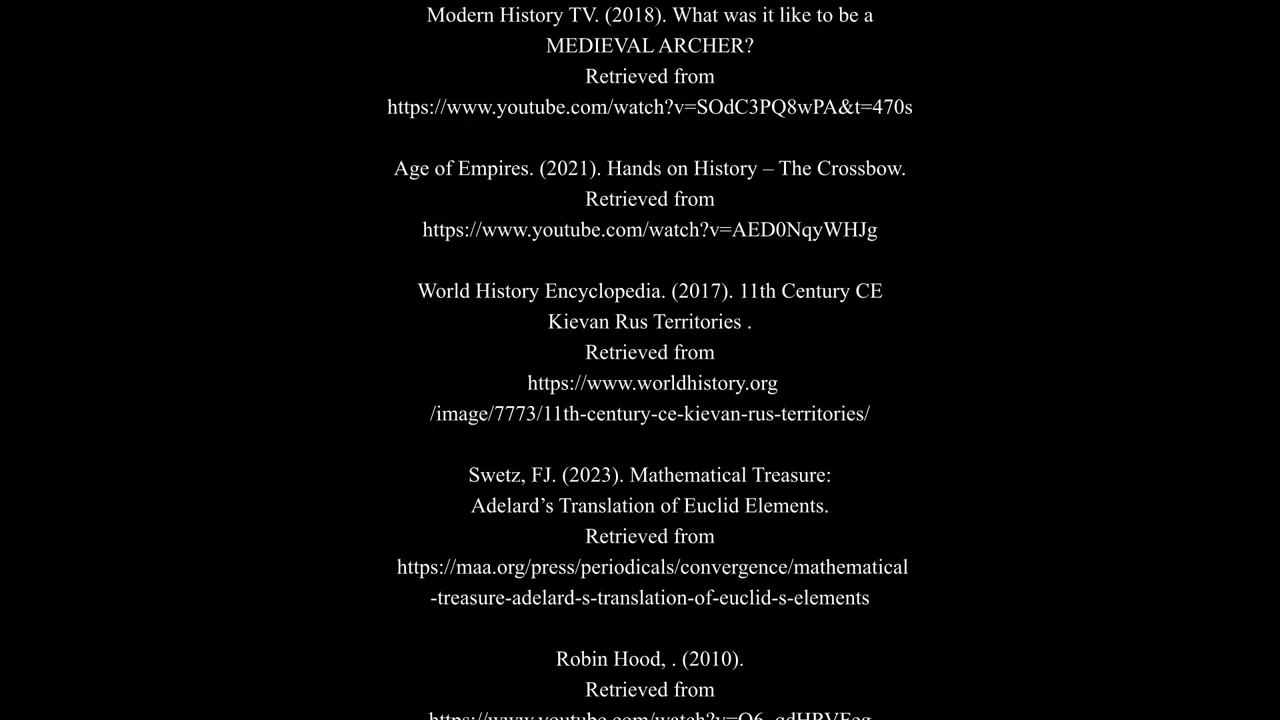 Modern History TV. (2018). What was it like to be a
MEDIEVAL ARCHER?
Retrieved from
https://www.youtube.com/watch?v=SOdC3PQ8wPA&t=470s
Age of Empires. (2021). Hands on History – The Crossbow.
Retrieved from
https://www.youtube.com/watch?v=AED0NqyWHJg
World History Encyclopedia. (2017). 11th Century CE
Kievan Rus Territories .
Retrieved from
https://www.worldhistory.org
/image/7773/11th-century-ce-kievan-rus-territories/
Swetz, FJ. (2023). Mathematical Treasure:
Adelard’s Translation of Euclid Elements.
Retrieved from
https://maa.org/press/periodicals/convergence/mathematical
-treasure-adelard-s-translation-of-euclid-s-elements
Robin Hood, . (2010).
Retrieved from